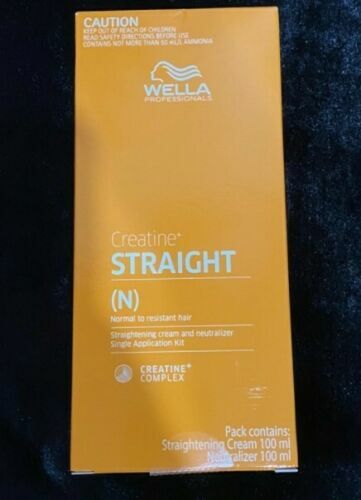 CAUTION
KEEP OUT OF REACH OF CHILDREN
READ SAFETY DIRECTIONS BEFORE USE
CONTAINS NOT MORE THAN 50 ML/L AMMONIA
WELLA
PROFESSIONALS
Creatine+
STRAIGHT
(N)
Normal to resistant hair
Straightening cream and neutralizer
Single Application Kit
CREATINE+
COMPLEX
Pack contains:
Straightening Cream 100 ml
Neutralizer 100 ml